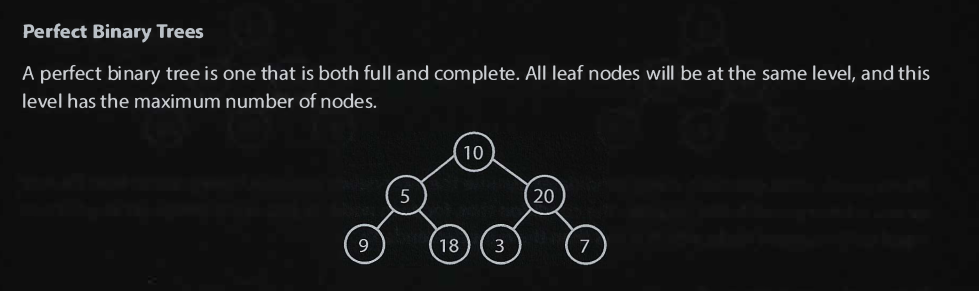 Perfect Binary Trees
A perfect binary tree is one that is both full and complete. All leaf nodes will be at the same level, and this
level has the maximum number of nodes.
10
5 20
9 18 3 7